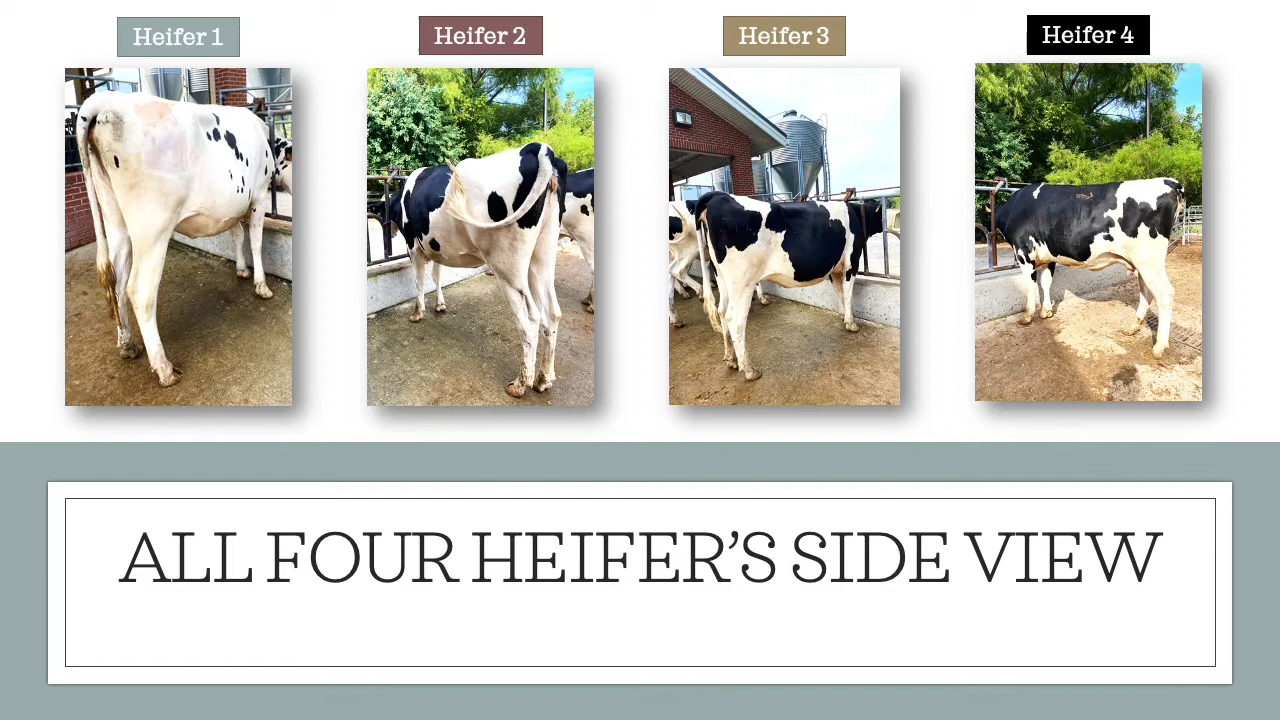 Heifer 1
Heifer 2
Heifer 3
Heifer 4
ALL FOUR HEIFER’S SIDE VIEW